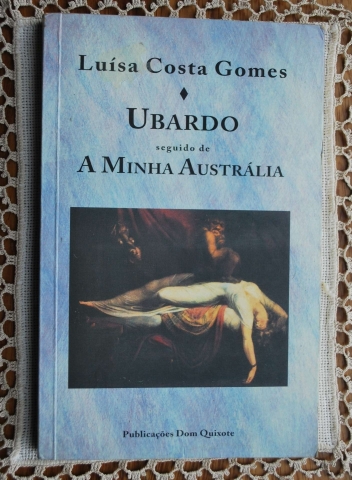 Luísa Costa Gomes
UBARDO
seguido de
A MINHA AUSTRÁLIA
Publicações Dom Quixote